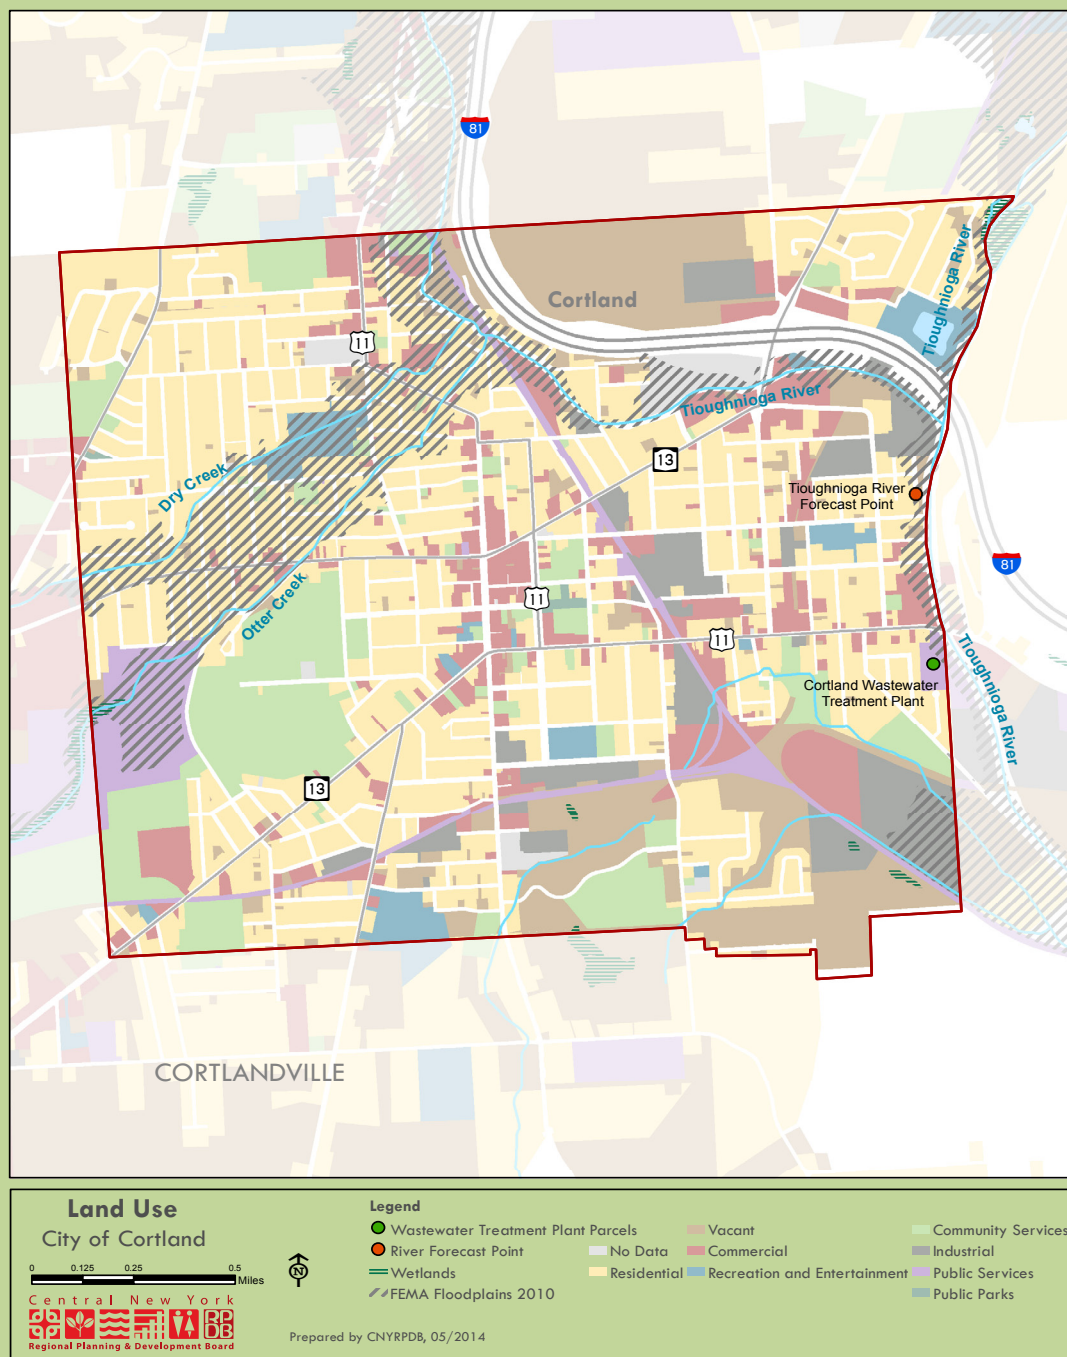 81
Cortland
Tioughnioga River
11
Tioughnioga River
13
Dry Creek
Tioughnioga River
Forecast Point
81
11
Otter Creek
11
Tioughnioga River
Cortland Wastewater
Treatment Plant
13
CORTLANDVILLE
Land Use
City of Cortland
0 0.125 0.25 0.5
Miles
N
Central New York
RP
DB
Regional Planning & Development Board
Legend
Wastewater Treatment Plant
River Forecast Point
Wetlands
FEMA Floodplains 2010
Parcels
No Data
Residential
Vacant
Commercial
Recreation and Entertainment
Community Services
Industrial
Public Services
Public Parks
Prepared by CNYRPDB, 05/2014